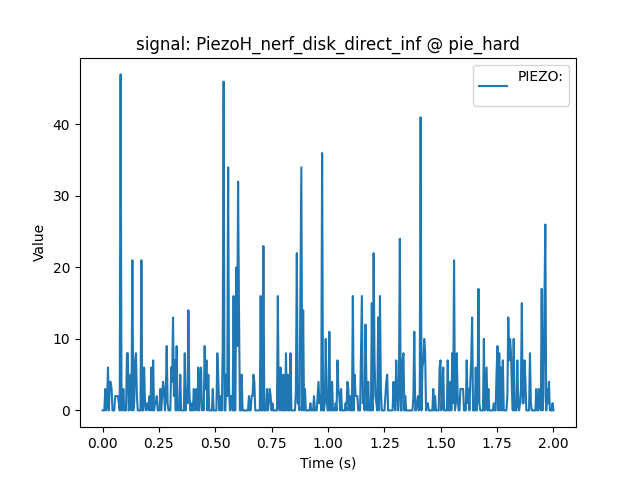 signal: PiezoH_nerf_disk_direct_inf @ pie_hard
PIEZO:
40
30
20
10
0
Value
0.00 0.25 0.50 0.75 1.00 1.25 1.50 1.75 2.00
Time (s)